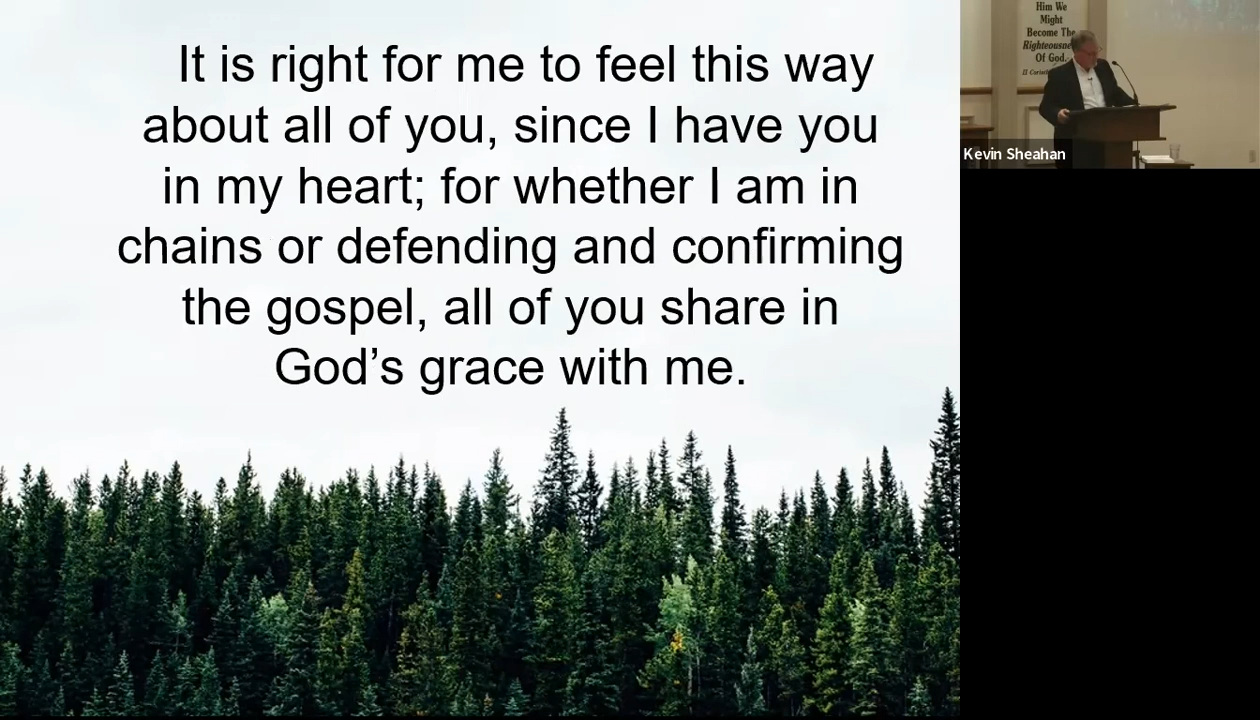 It is right for me to feel this way
about all of you, since I have you
in my heart; for whether I am in
chains or defending and confirming
the gospel, all of you share in
God’s grace with me.
Him We
Might
Become The
Of God.
Kevin Sheahan